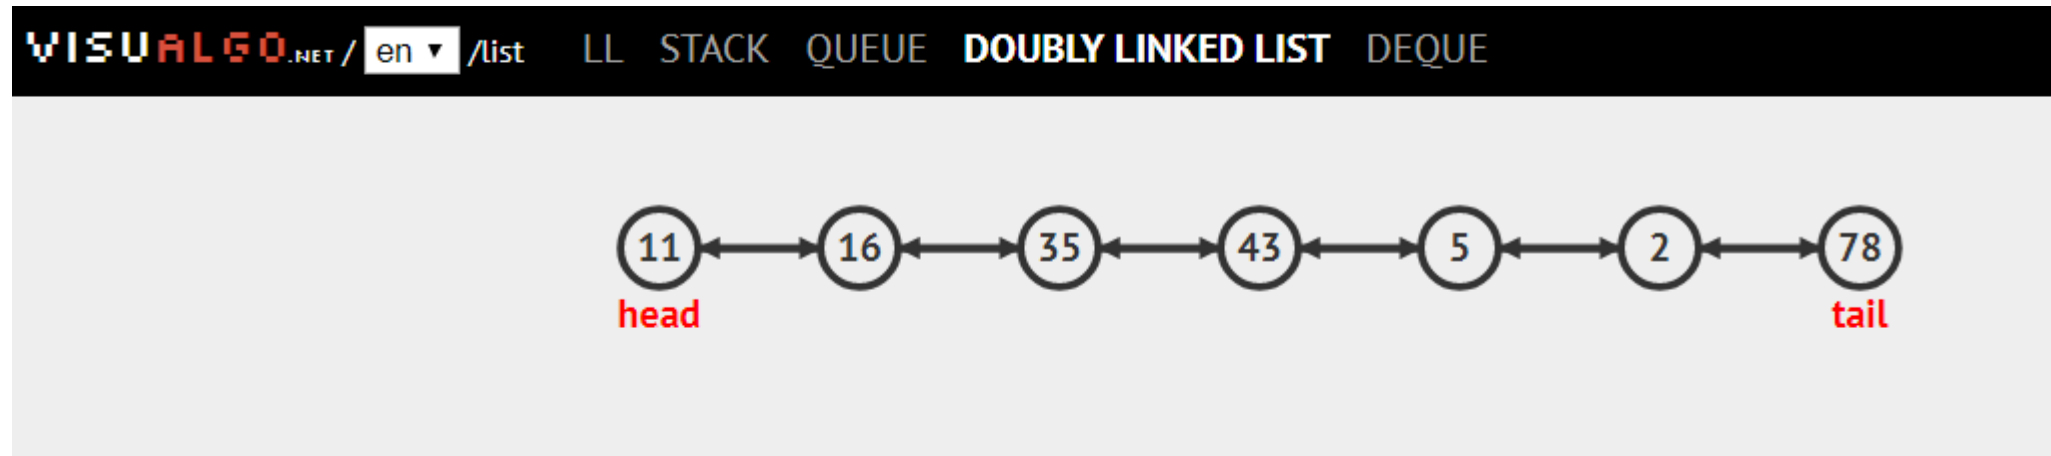 VISUALGO.NET/ en ▾ /list LL STACK QUEUE DOUBLY LINKED LIST DEQUE
11 16 35 43 5 2 78
head tail